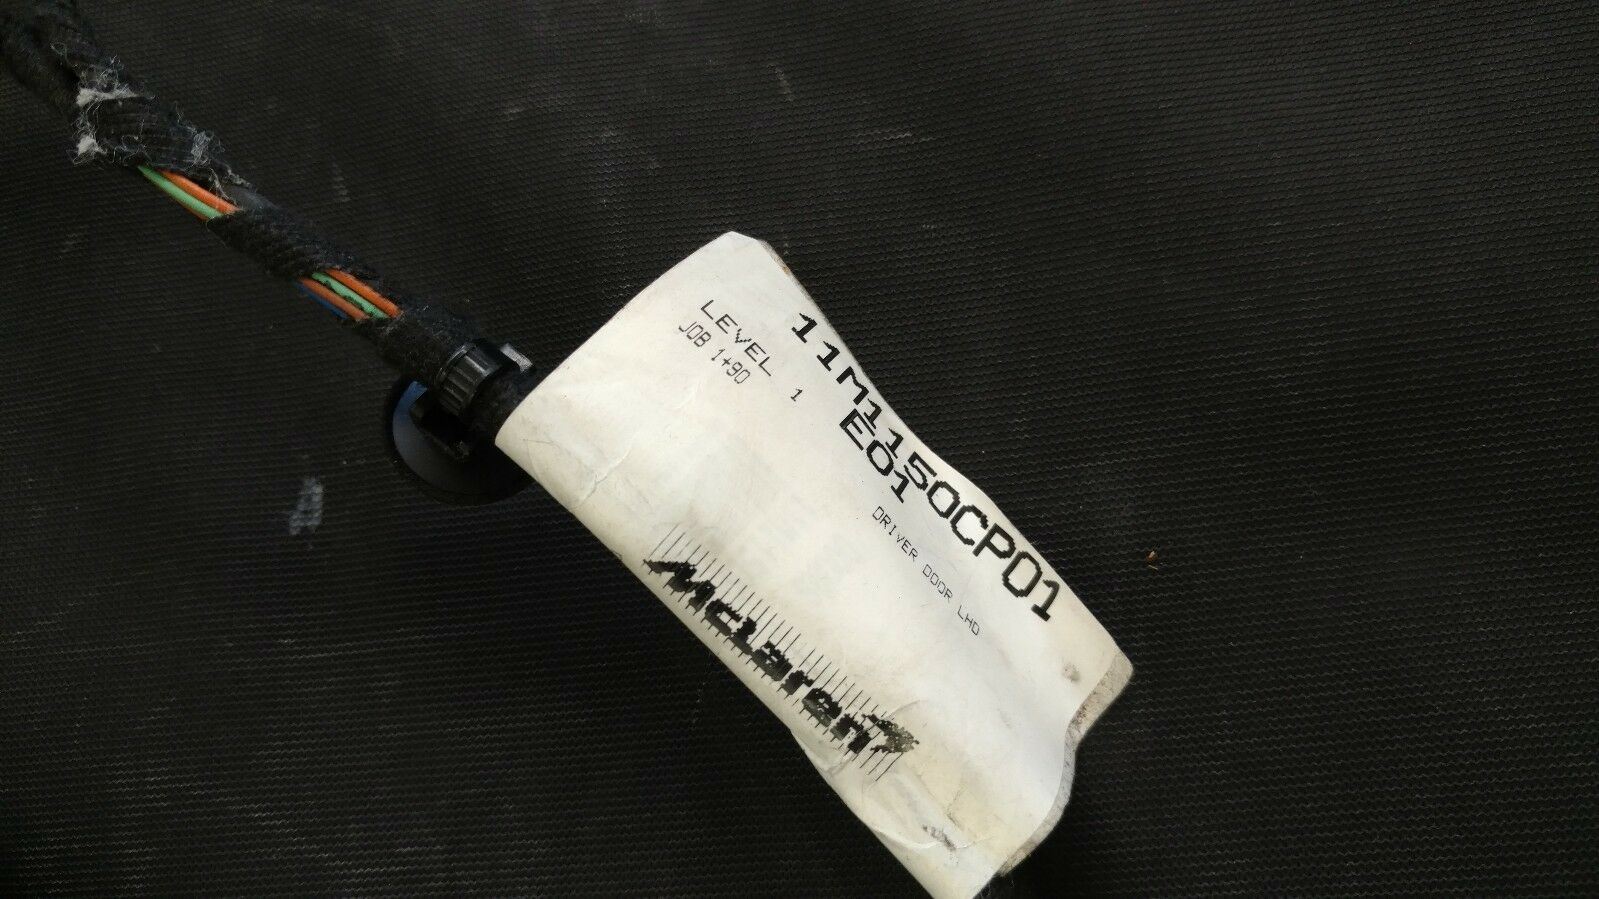 11M1150CP01
E01
LEVEL 1
JOB 1+90
DRIVER DOOR LHD
McLaren